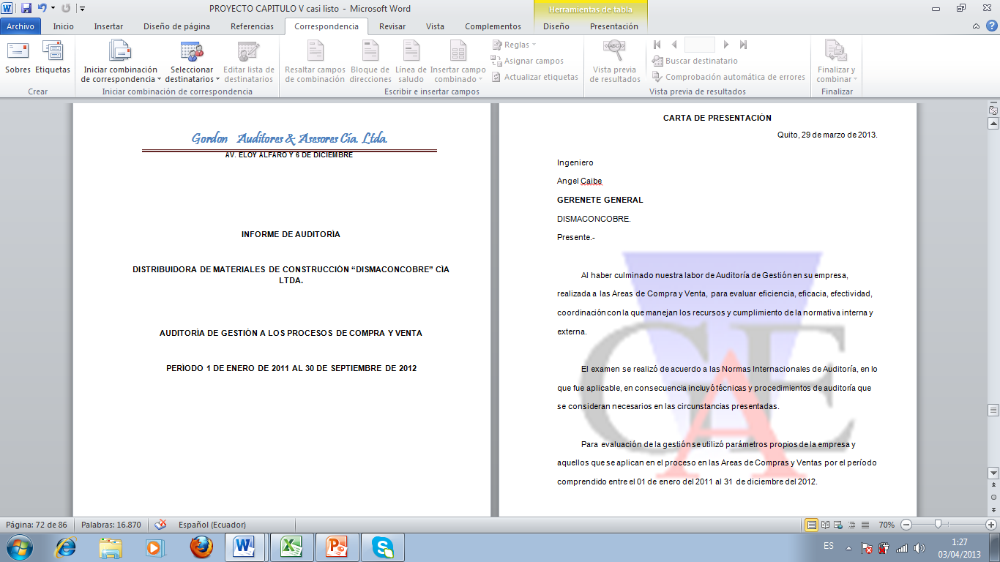 PROYECTO CAPITULO V casi listo - Microsoft Word
Herramientas de tabla
Archivo Inicio Insertar Diseño de página Referencias Correspondencia Revisar Vista Complementos Diseño Presentación
Sobres Etiquetas
Crear
Iniciar combinación de correspondencia
Seleccionar destinatarios
Editar lista de destinatarios
Iniciar combinación de correspondencia
Resaltar campos de combinación
Bloque de direcciones
Línea de saludo
Insertar campo combinado
Reglas
Asignar campos
Actualizar etiquetas
Escribir e insertar campos
Vista previa de resultados
<ABC>
Buscar destinatario
Comprobación automática de errores
Vista previa de resultados
Finalizar y combinar
Finalizar
Gordon Auditores & Asesores Cía. Ltda.
AV. ELOY ALFARO Y 6 DE DICIEMBRE
INFORME DE AUDITORÌA
DISTRIBUIDORA DE MATERIALES DE CONSTRUCCIÒN “DISMACONCOBRE” CÌA
LTDA.
AUDITORÌA DE GESTIÒN A LOS PROCESOS DE COMPRA Y VENTA
PERÌODO 1 DE ENERO DE 2011 AL 30 DE SEPTIEMBRE DE 2012
CARTA DE PRESENTACIÒN
Quito, 29 de marzo de 2013.
Ingeniero
Angel Caibe
GERENETE GENERAL
DISMACONCOBRE.
Presente.-
Al haber culminado nuestra labor de Auditoría de Gestión en su empresa,
realizada a las Areas de Compra y Venta, para evaluar eficiencia, eficacia, efectividad,
coordinación con la que manejan los recursos y cumplimiento de la normativa interna y
externa.
El examen se realizó de acuerdo a las Normas Internacionales de Auditoría, en lo
que fue aplicable, en consecuencia incluyó técnicas y procedimientos de auditoría que
se consideran necesarios en las circunstancias presentadas.
Para evaluación de la gestión se utilizó parámetros propios de la empresa y
aquellos que se aplican en el proceso en las Areas de Compras y Ventas por el período
comprendido entre el 01 de enero del 2011 al 31 de diciembre del 2012.
GAE
Página: 72 de 86 Palabras: 16.870 Español (Ecuador) 70%
ES 1:27
03/04/2013